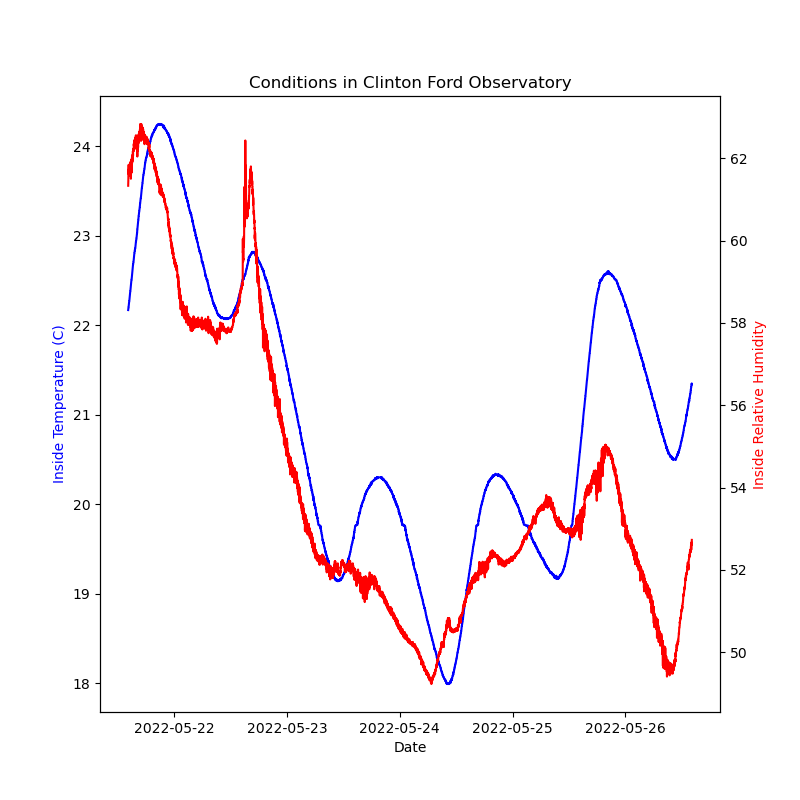 Conditions in Clinton Ford Observatory
24
23
22
21
20
19
18
Inside Temperature (C)
62
60
58
56
54
52
50
Inside Relative Humidity
2022-05-22 2022-05-23 2022-05-24 2022-05-25 2022-05-26
Date